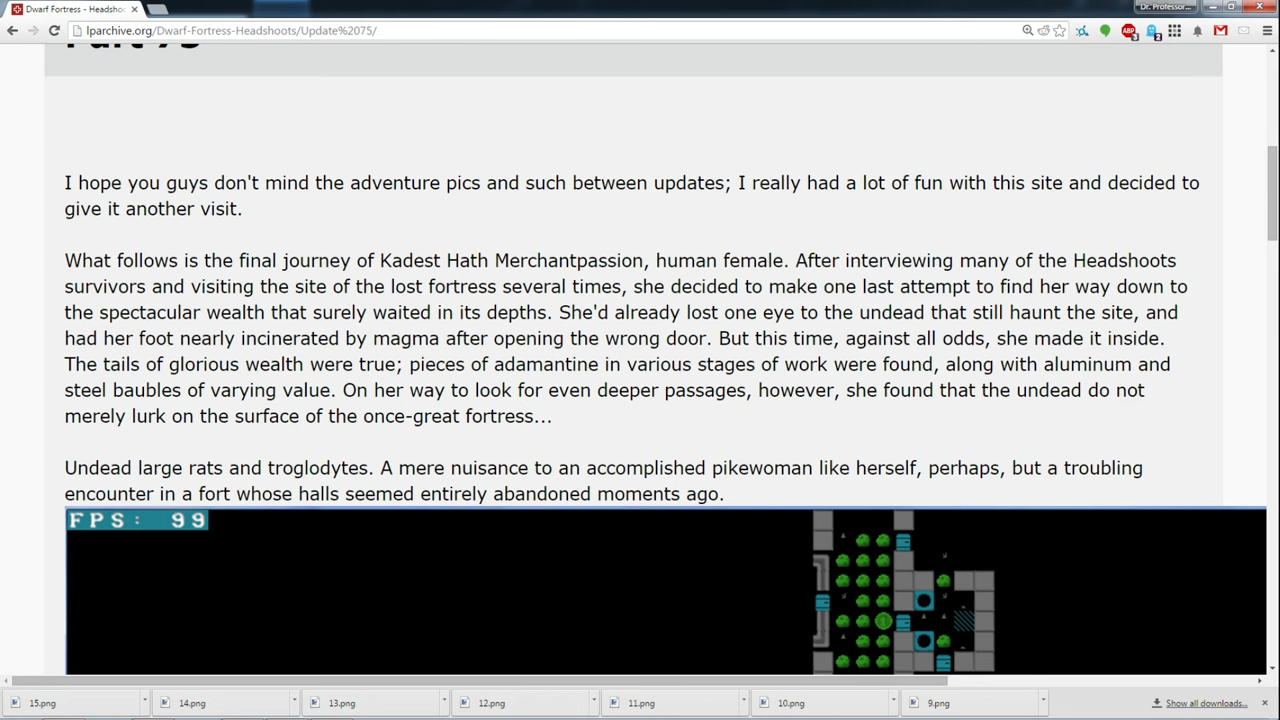 Dwarf Fortress - Headshoo
Dr. Professor...
lparchive.org/Dwarf-Fortress-Headshoots/Update%2075/
I hope you guys don't mind the adventure pics and such between updates; I really had a lot of fun with this site and decided to
give it another visit.
What follows is the final journey of Kadest Hath Merchantpassion, human female. After interviewing many of the Headshoots
survivors and visiting the site of the lost fortress several times, she decided to make one last attempt to find her way down to
the spectacular wealth that surely waited in its depths. She'd already lost one eye to the undead that still haunt the site, and
had her foot nearly incinerated by magma after opening the wrong door. But this time, against all odds, she made it inside.
The tails of glorious wealth were true; pieces of adamantine in various stages of work were found, along with aluminum and
steel baubles of varying value. On her way to look for even deeper passages, however, she found that the undead do not
merely lurk on the surface of the once-great fortress...
Undead large rats and troglodytes. A mere nuisance to an accomplished pikewoman like herself, perhaps, but a troubling
encounter in a fort whose halls seemed entirely abandoned moments ago.
FPS: 99
15.png 14.png 13.png 12.png 11.png 10.png 9.png Show all downloads...